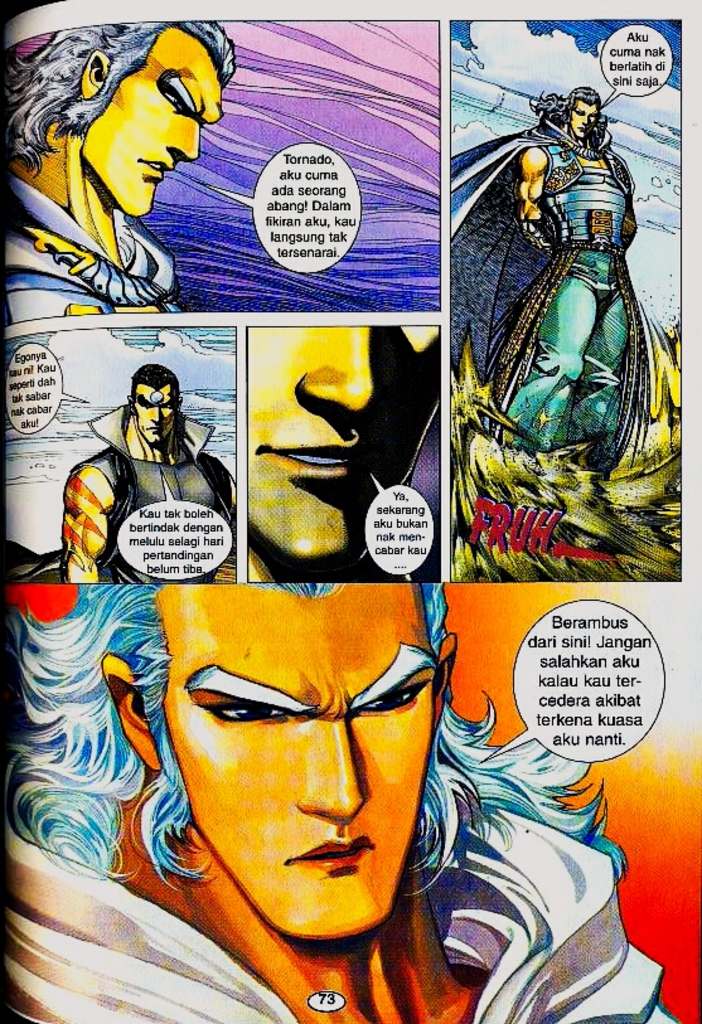 Tornado,
aku cuma
ada seorang
abang! Dalam
fikiran aku, kau
langsung tak
tersenarai.
Aku
cuma nak
berlatih di
sini saja.
FRUH
Egonya
kau ni! Kau
seperti dah
tak sabar
nak cabar
aku!
Kau tak boleh
bertindak dengan
melulu selagi hari
pertandingan
belum tiba.
Ya,
sekarang
aku bukan
nak men-
cabar kau
....
Berambus
dari sini! Jangan
salahkan aku
kalau kau ter-
cedera akibat
terkena kuasa
aku nanti.
73